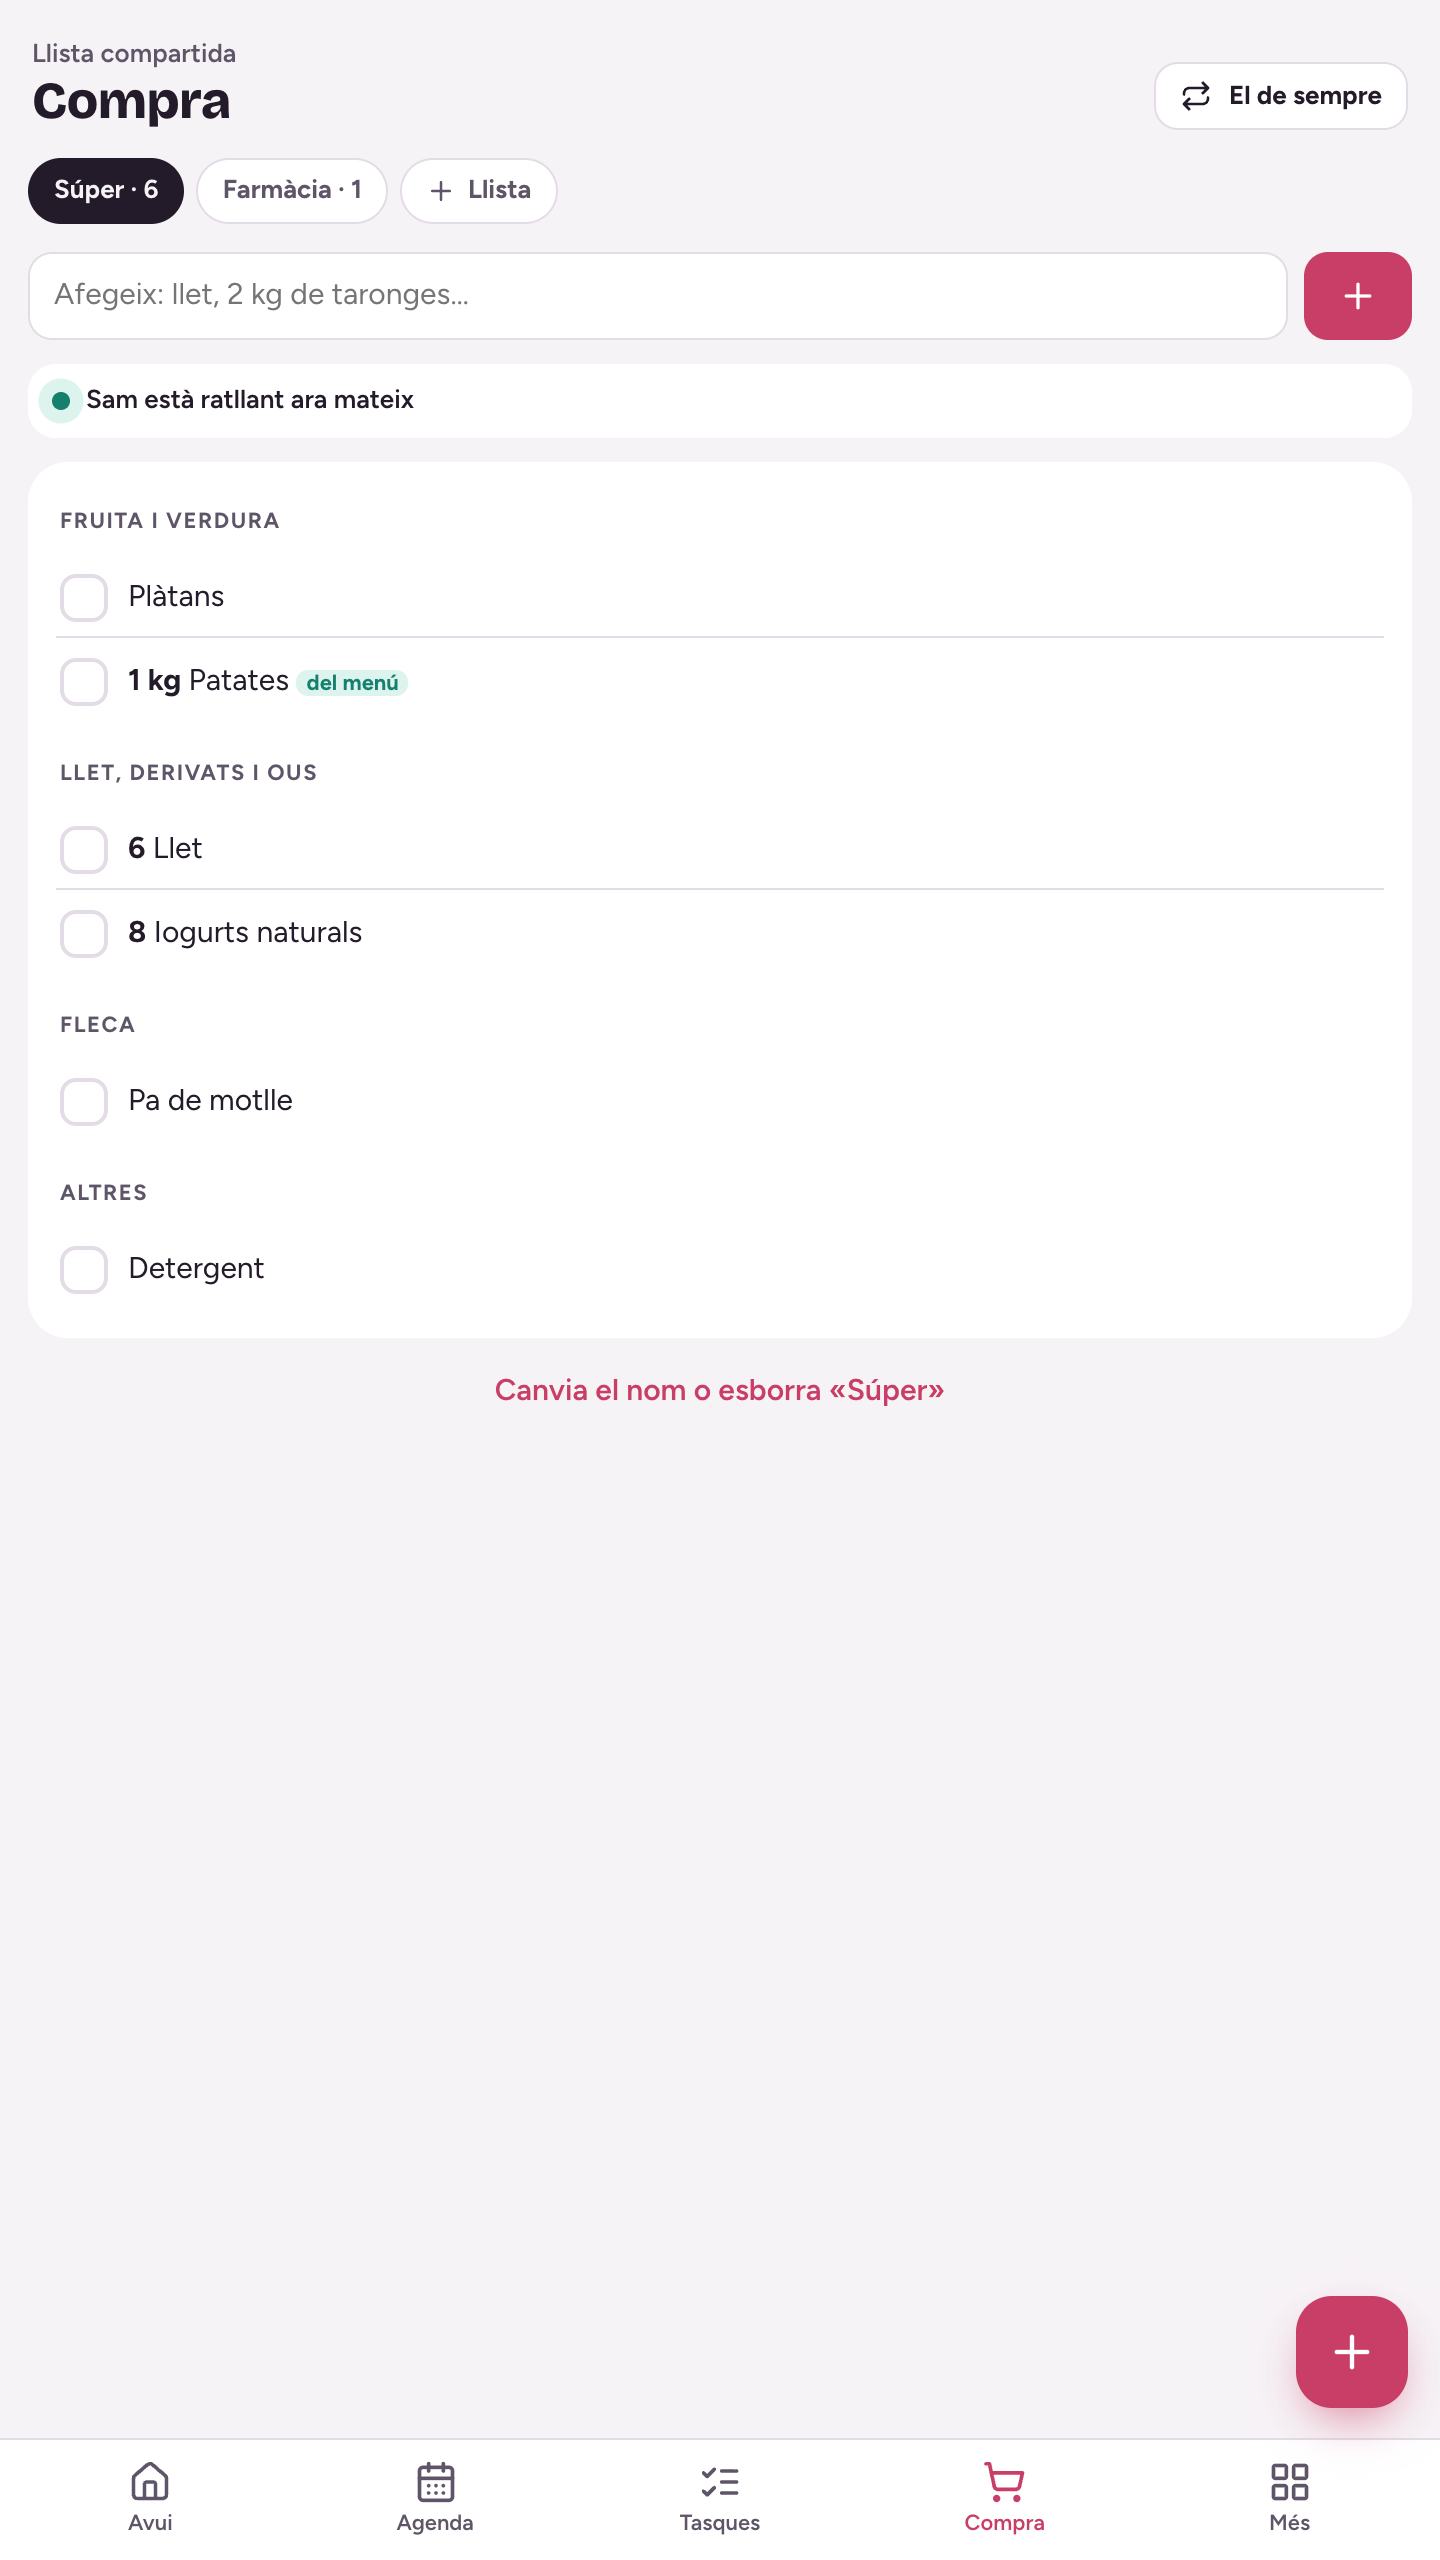 Llista compartida
Compra
El de sempre
Súper · 6
Farmàcia · 1
Llista
Afegeix: llet, 2 kg de taronges...
Sam està ratllant ara mateix
FRUITA I VERDURA
Plàtans
1 kg Patates del menú
LLET, DERIVATS I OUS
6 Llet
8 Iogurts naturals
FLECA
Pa de motlle
ALTRES
Detergent
Canvia el nom o esborra «Súper»
Avui
Agenda
Tasques
Compra
Més